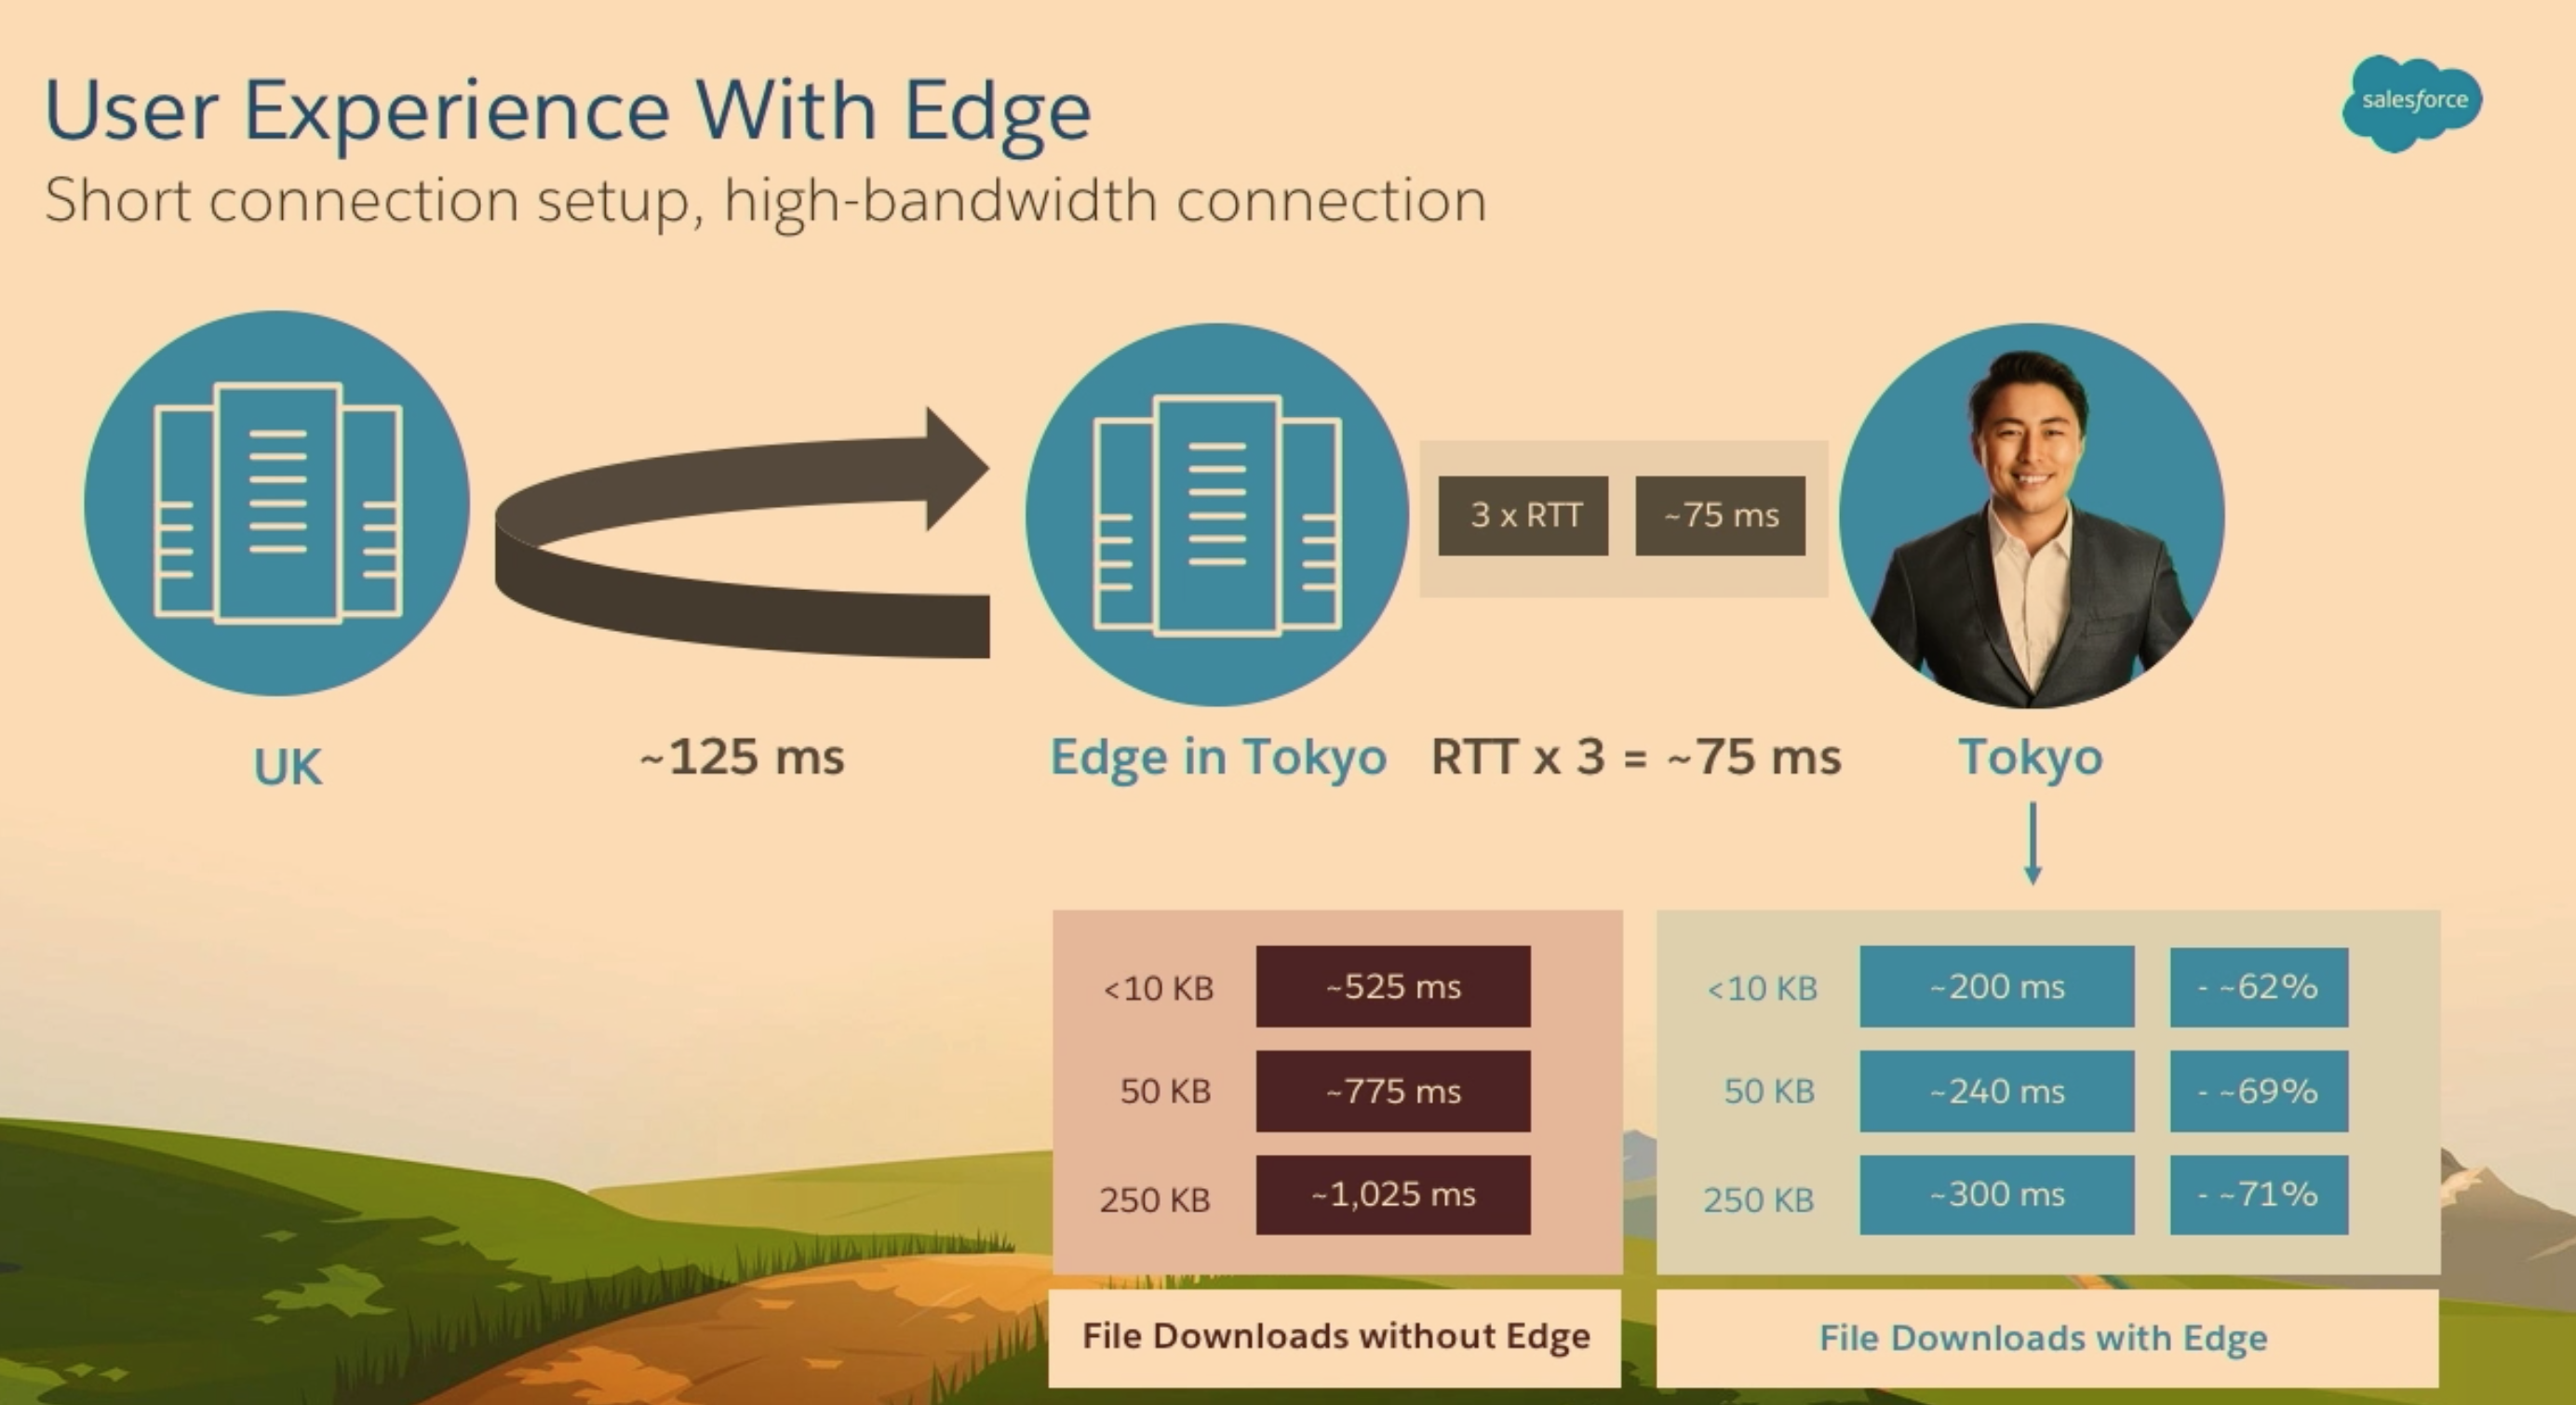 User Experience With Edge
salesforce
Short connection setup, high-bandwidth connection
3 x RTT
~75 ms
UK
~125 ms
Edge in Tokyo
RTT x 3 = ~75 ms
Tokyo
<10 KB
~525 ms
50 KB
~775 ms
250 KB
~1,025 ms
File Downloads without Edge
<10 KB
~200 ms
- ~62%
50 KB
~240 ms
- ~69%
250 KB
~300 ms
- ~71%
File Downloads with Edge